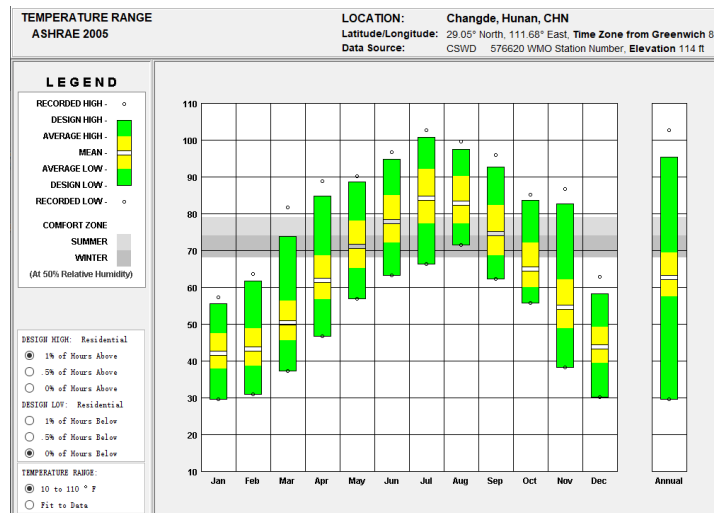 TEMPERATURE RANGE
ASHRAE 2005
LOCATION: Changde, Hunan, CHN
Latitude/Longitude: 29.05° North, 111.68° East, Time Zone from Greenwich 8
Data Source: CSWD 576620 WMO Station Number, Elevation 114 ft
LEGEND
RECORDED HIGH -
DESIGN HIGH -
AVERAGE HIGH -
MEAN -
AVERAGE LOW -
DESIGN LOW -
RECORDED LOW -
COMFORT ZONE
SUMMER
WINTER
(At 50% Relative Humidity)
DESIGN HIGH: Residential
1% of Hours Above
.5% of Hours Above
0% of Hours Above
DESIGN LOW: Residential
1% of Hours Below
.5% of Hours Below
0% of Hours Below
TEMPERATURE RANGE:
10 to 110 ° F
Fit to Data
110
100
90
80
70
60
50
40
30
20
10
Jan Feb Mar Apr May Jun Jul Aug Sep Oct Nov Dec Annual